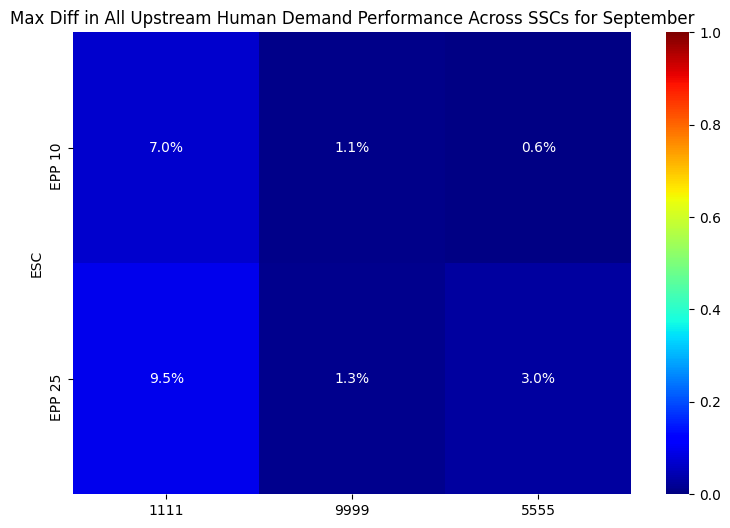 Max Diff in All Upstream Human Demand Performance Across SSCs for September
ESC
EPP 10
7.0% 1.1% 0.6%
EPP 25
9.5% 1.3% 3.0%
1111 9999 5555
1.0
0.8
0.6
0.4
0.2
0.0